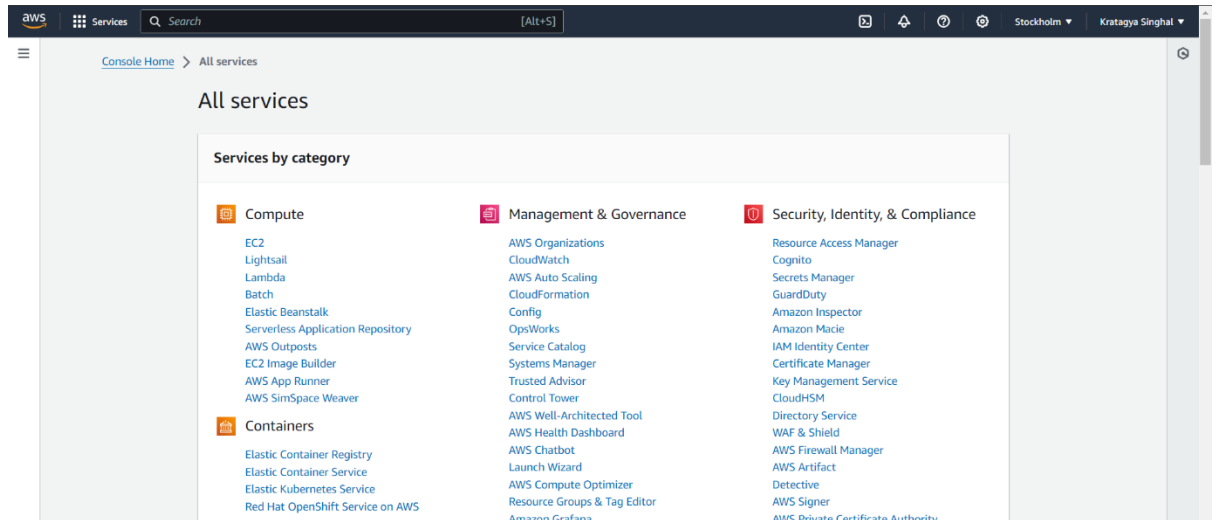 aws Services Search [Alt+S] Stockholm Kratagya Singhal
Console Home > All services
All services
Services by category
Compute
EC2
Lightsail
Lambda
Batch
Elastic Beanstalk
Serverless Application Repository
AWS Outposts
EC2 Image Builder
AWS App Runner
AWS SimSpace Weaver
Containers
Elastic Container Registry
Elastic Container Service
Elastic Kubernetes Service
Red Hat OpenShift Service on AWS
Management & Governance
AWS Organizations
CloudWatch
AWS Auto Scaling
CloudFormation
Config
OpsWorks
Service Catalog
Systems Manager
Trusted Advisor
Control Tower
AWS Well-Architected Tool
AWS Health Dashboard
AWS Chatbot
Launch Wizard
AWS Compute Optimizer
Resource Groups & Tag Editor
Amazon Grafana
Security, Identity, & Compliance
Resource Access Manager
Cognito
Secrets Manager
GuardDuty
Amazon Inspector
Amazon Macie
IAM Identity Center
Certificate Manager
Key Management Service
CloudHSM
Directory Service
WAF & Shield
AWS Firewall Manager
AWS Artifact
Detective
AWS Signer
AWS Private Certificate Authority